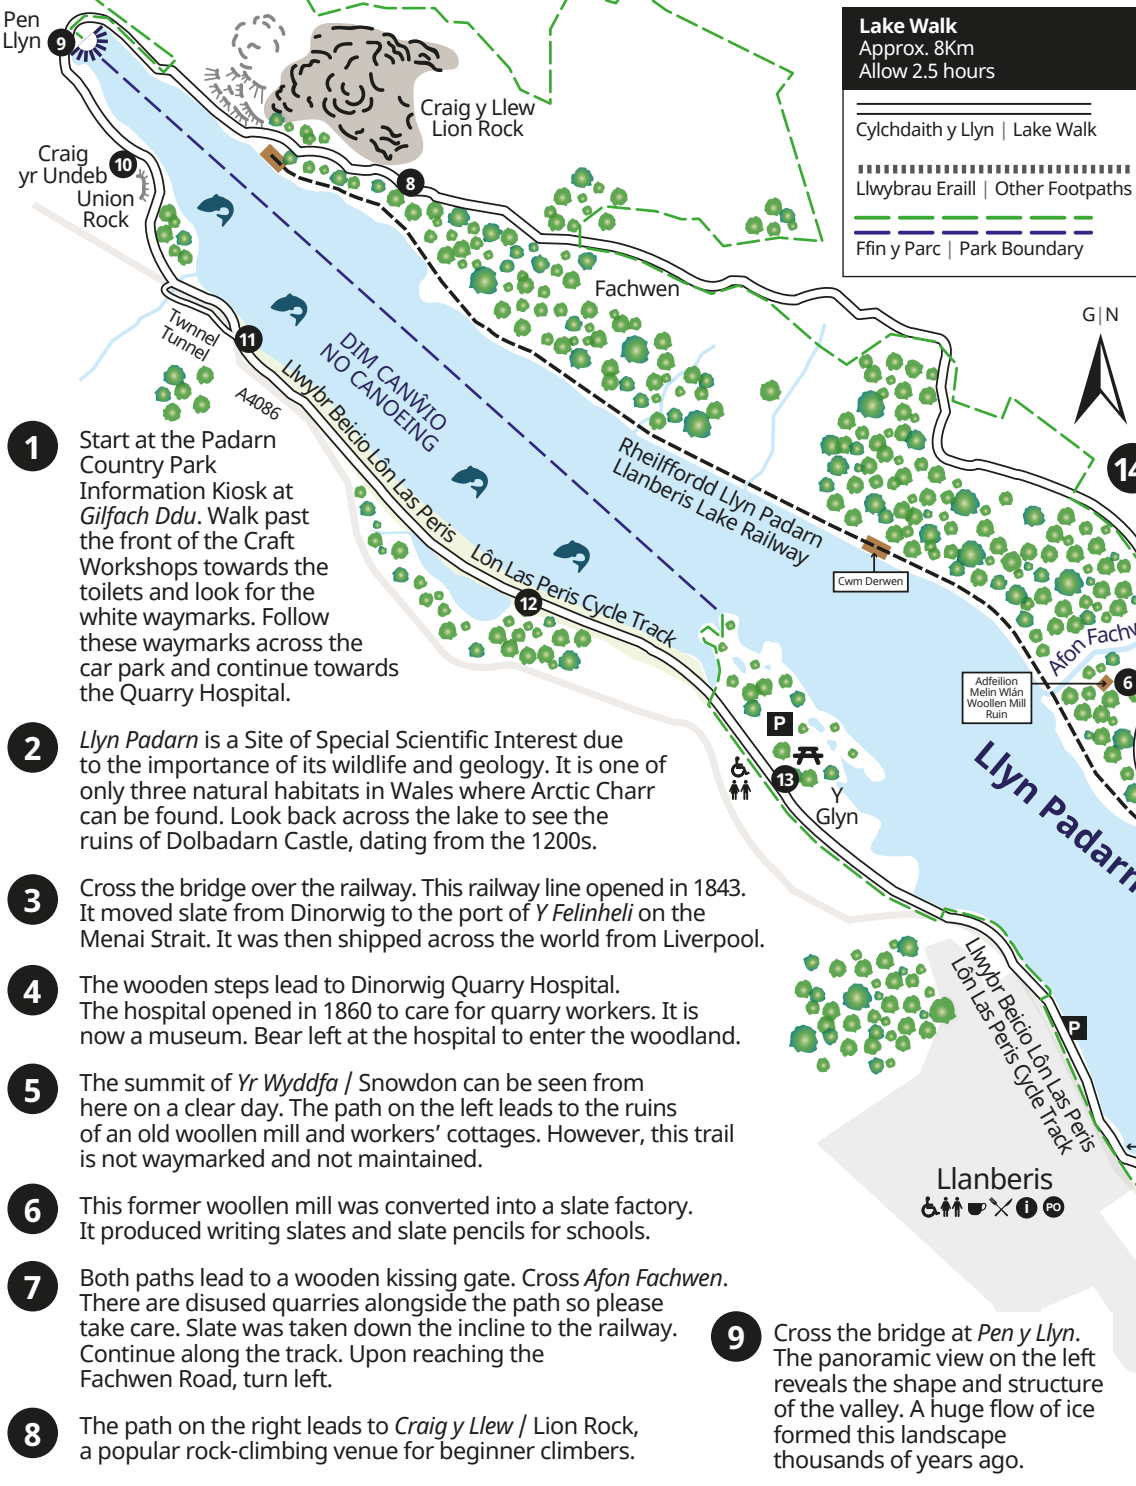 Pen
Llyn
9
Craig y Llew
Lion Rock
Craig
yr Undeb
10
Union
Rock
8
Lake Walk
Approx. 8Km
Allow 2.5 hours
Cylchdaith y Llyn | Lake Walk
Llwybrau Eraill | Other Footpaths
Ffin y Parc | Park Boundary
G|N
Fachwen
Twnnel
Tunnel
11
A4086
DIM CANŴIO
NO CANOEING
Llwybr Beicio Lôn Las Peris
Lôn Las Peris Cycle Track
12
Rheilffordd Llyn Padarn
Llanberis Lake Railway
Cwm Derwen
14
Afon Fachw
Adfeilion
Melin Wlân
Woollen Mill
Ruin
6
P
13
Y
Glyn
Llyn Padarn
Llwybr Beicio Lôn Las Peris
Lôn Las Peris Cycle Track
P
Llanberis
i
PO
1
Start at the Padarn
Country Park
Information Kiosk at
Gilfach Ddu. Walk past
the front of the Craft
Workshops towards the
toilets and look for the
white waymarks. Follow
these waymarks across the
car park and continue towards
the Quarry Hospital.
2
Llyn Padarn is a Site of Special Scientific Interest due
to the importance of its wildlife and geology. It is one of
only three natural habitats in Wales where Arctic Charr
can be found. Look back across the lake to see the
ruins of Dolbadarn Castle, dating from the 1200s.
3
Cross the bridge over the railway. This railway line opened in 1843.
It moved slate from Dinorwig to the port of Y Felinheli on the
Menai Strait. It was then shipped across the world from Liverpool.
4
The wooden steps lead to Dinorwig Quarry Hospital.
The hospital opened in 1860 to care for quarry workers. It is
now a museum. Bear left at the hospital to enter the woodland.
5
The summit of Yr Wyddfa / Snowdon can be seen from
here on a clear day. The path on the left leads to the ruins
of an old woollen mill and workers’ cottages. However, this trail
is not waymarked and not maintained.
6
This former woollen mill was converted into a slate factory.
It produced writing slates and slate pencils for schools.
7
Both paths lead to a wooden kissing gate. Cross Afon Fachwen.
There are disused quarries alongside the path so please
take care. Slate was taken down the incline to the railway.
Continue along the track. Upon reaching the
Fachwen Road, turn left.
8
The path on the right leads to Craig y Llew / Lion Rock,
a popular rock-climbing venue for beginner climbers.
9
Cross the bridge at Pen y Llyn.
The panoramic view on the left
reveals the shape and structure
of the valley. A huge flow of ice
formed this landscape
thousands of years ago.